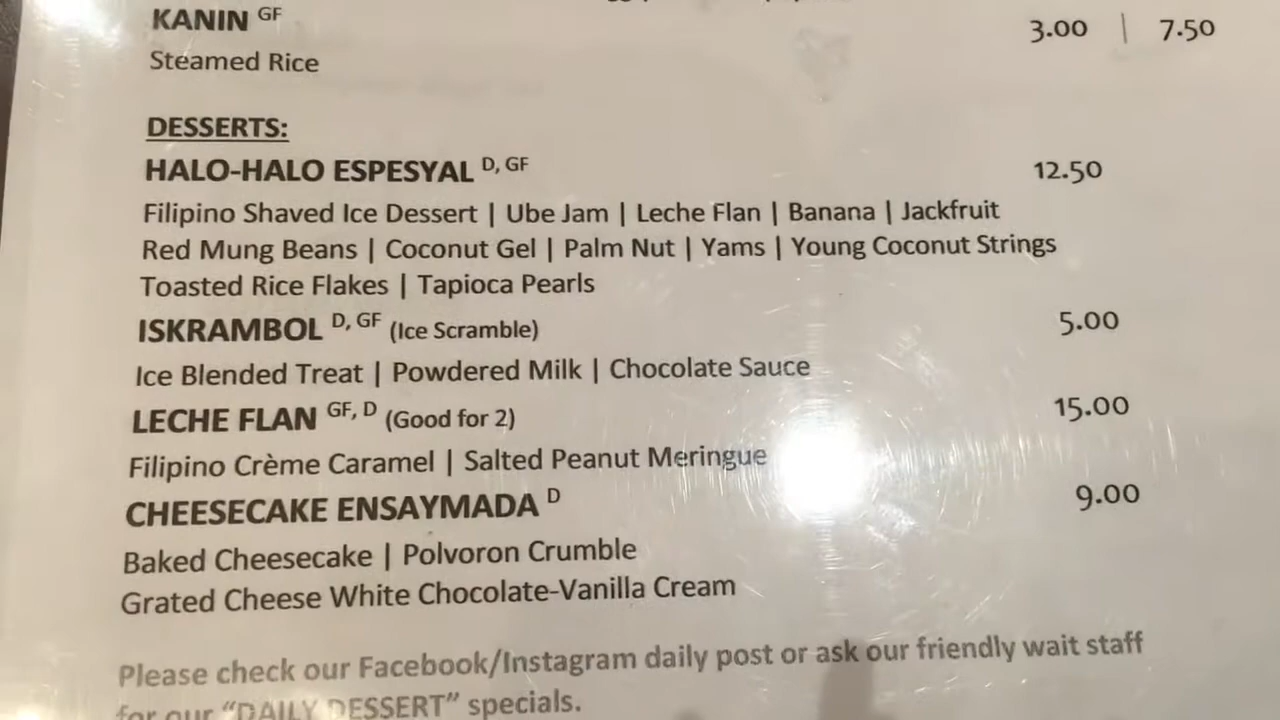 KANIN GF 3.00 | 7.50
Steamed Rice
DESSERTS:
HALO-HALO ESPESYAL D, GF 12.50
Filipino Shaved Ice Dessert | Ube Jam | Leche Flan | Banana | Jackfruit
Red Mung Beans | Coconut Gel | Palm Nut | Yams | Young Coconut Strings
Toasted Rice Flakes | Tapioca Pearls
ISKRAMBOL D, GF (Ice Scramble) 5.00
Ice Blended Treat | Powdered Milk | Chocolate Sauce
LECHE FLAN GF, D (Good for 2) 15.00
Filipino Crème Caramel | Salted Peanut Meringue
CHEESECAKE ENSAYMADA D 9.00
Baked Cheesecake | Polvoron Crumble
Grated Cheese White Chocolate-Vanilla Cream
Please check our Facebook/Instagram daily post or ask our friendly wait staff
for our “DAILY DESSERT” specials.